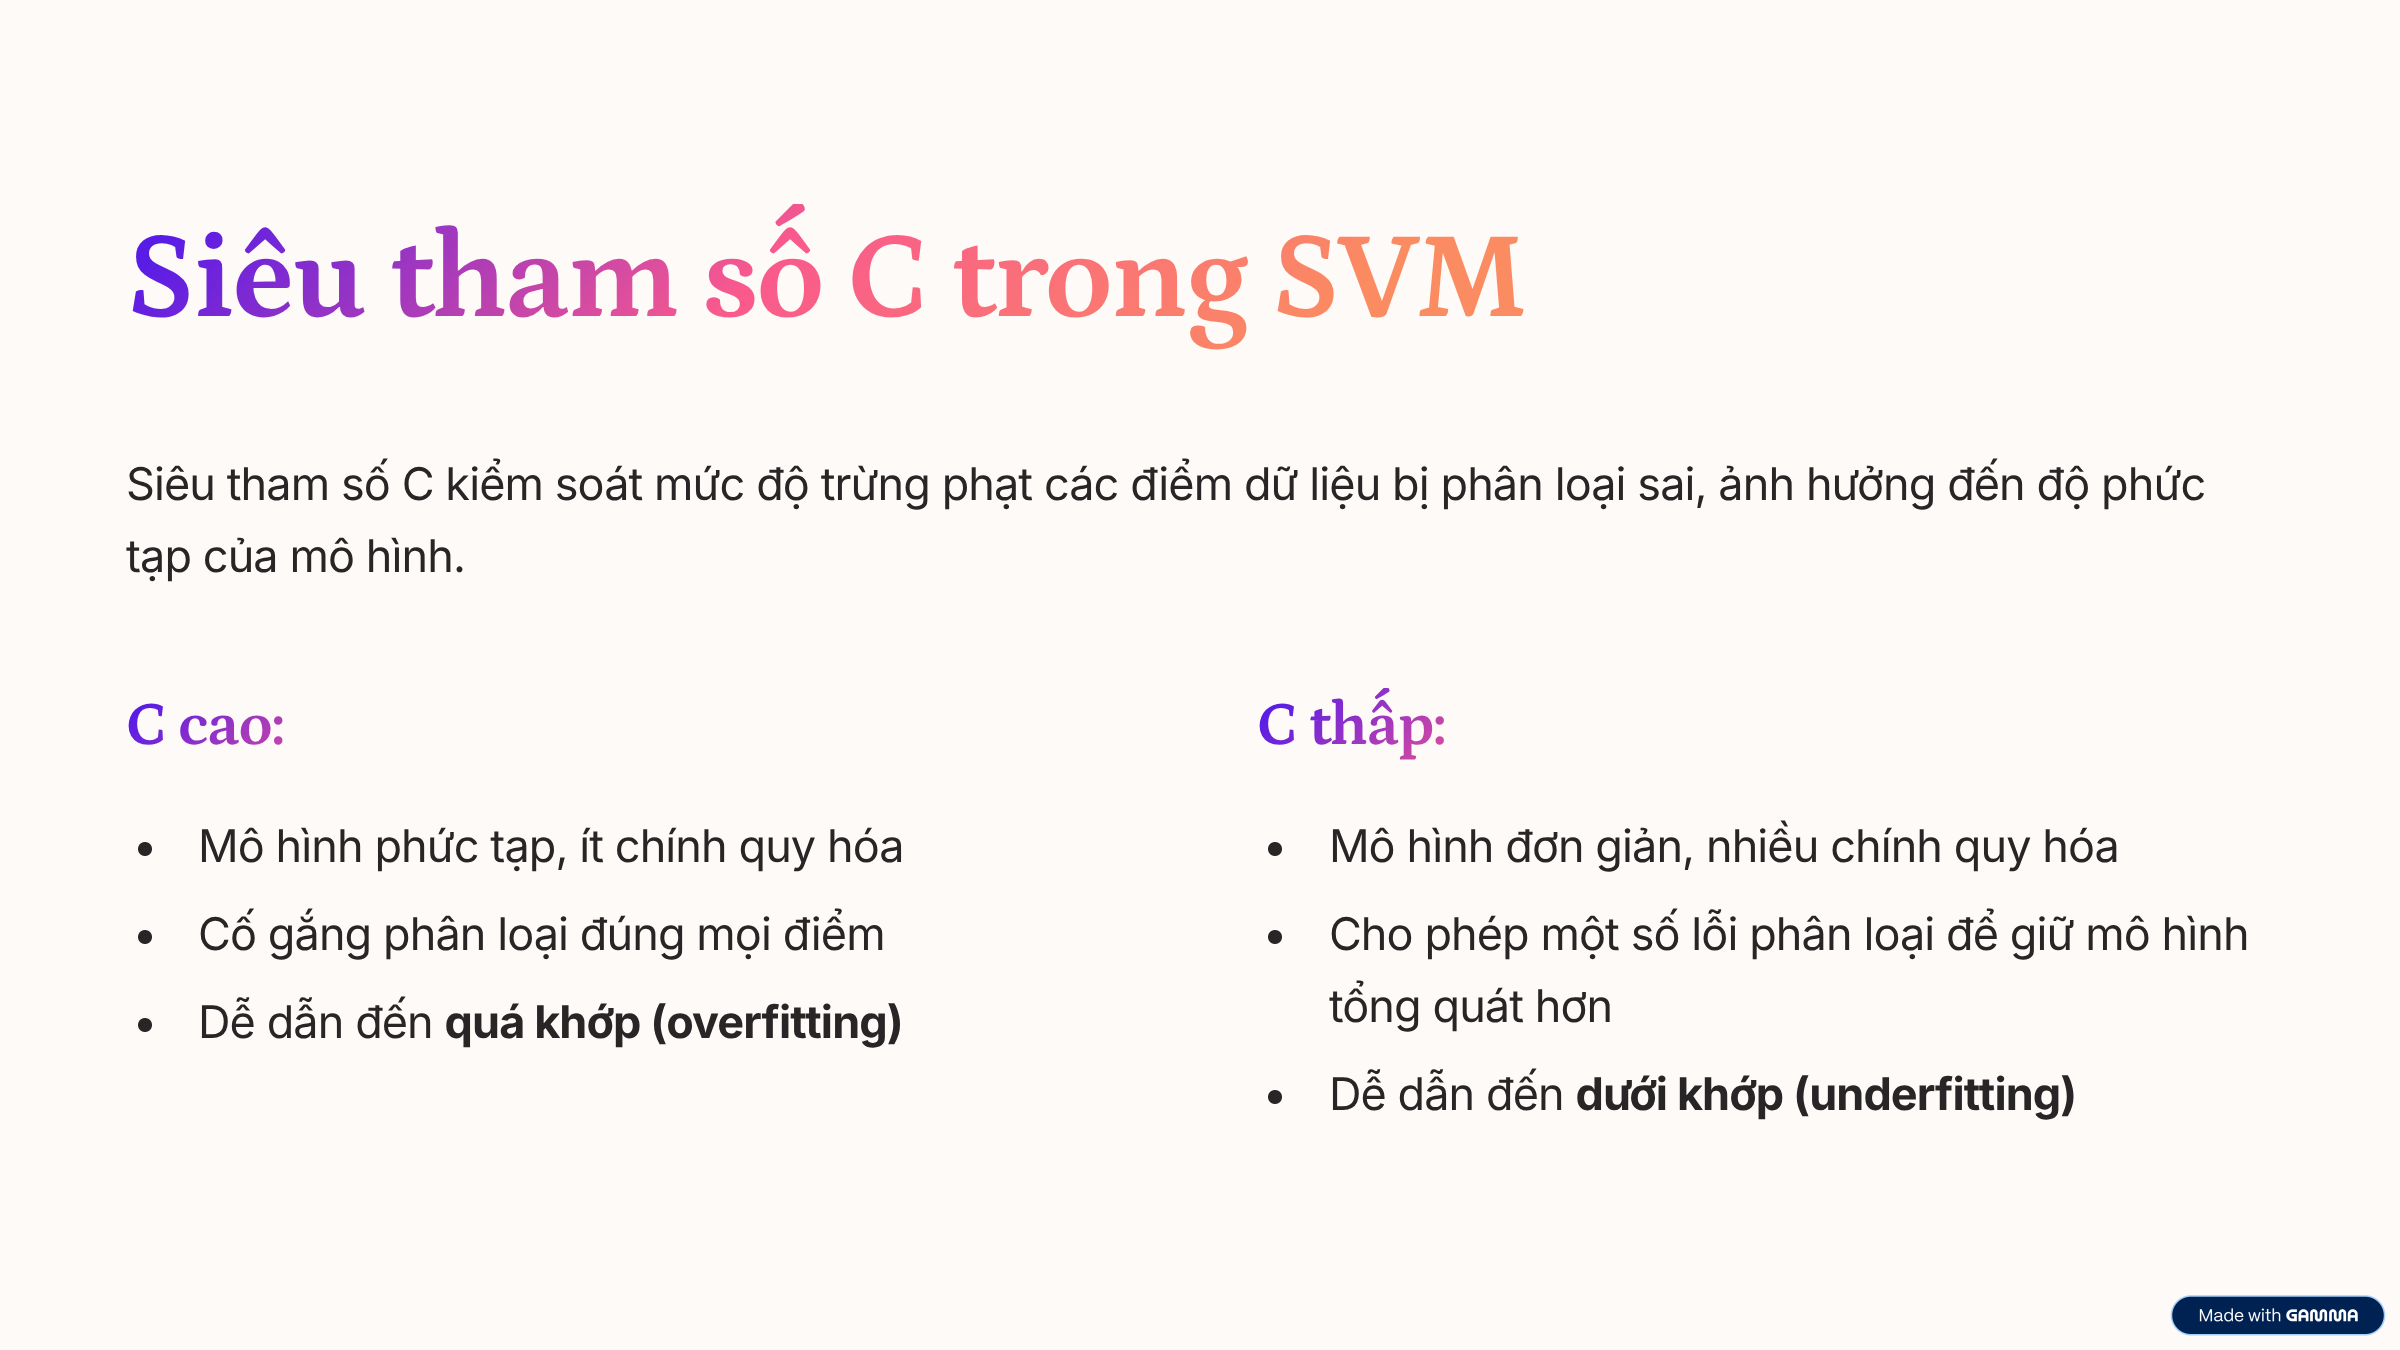 Siêu tham số C trong SVM
Siêu tham số C kiểm soát mức độ trừng phạt các điểm dữ liệu bị phân loại sai, ảnh hưởng đến độ phức
tạp của mô hình.
C cao:
• Mô hình phức tạp, ít chính quy hóa
• Cố gắng phân loại đúng mọi điểm
• Dễ dẫn đến quá khớp (overfitting)
C thấp:
• Mô hình đơn giản, nhiều chính quy hóa
• Cho phép một số lỗi phân loại để giữ mô hình
tổng quát hơn
• Dễ dẫn đến dưới khớp (underfitting)
Made with GAMMA